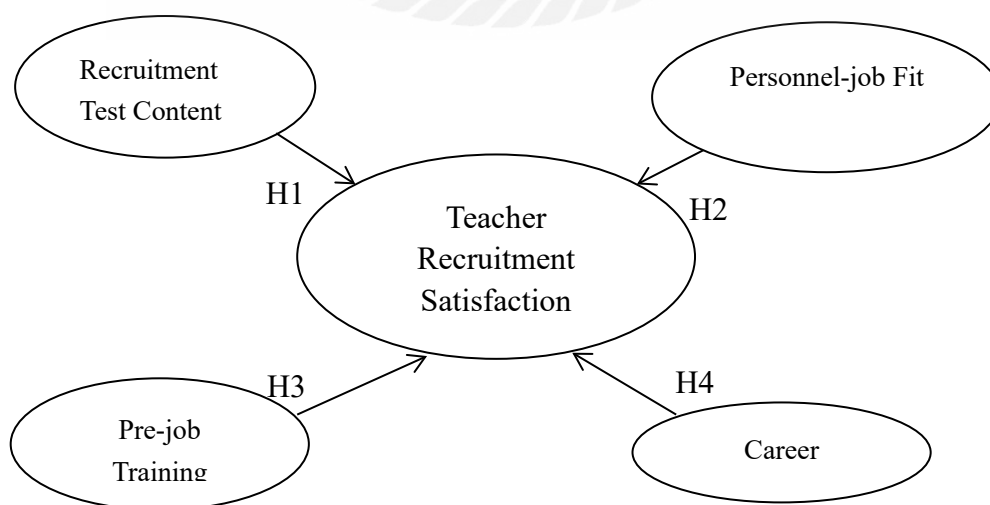 Recruitment
Test Content
Personnel-job Fit
H1
H2
Teacher
Recruitment
Satisfaction
H3
H4
Pre-job
Training
Career